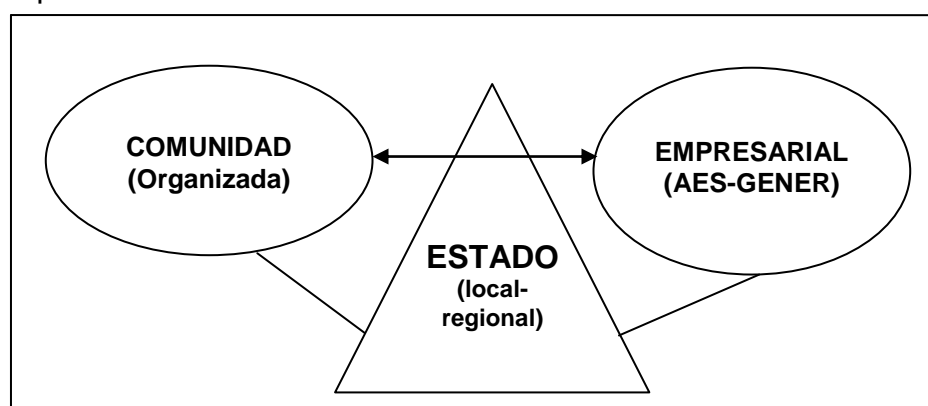 COMUNIDAD
(Organizada)
EMPRESARIAL
(AES-GENER)
ESTADO
(local-
regional)